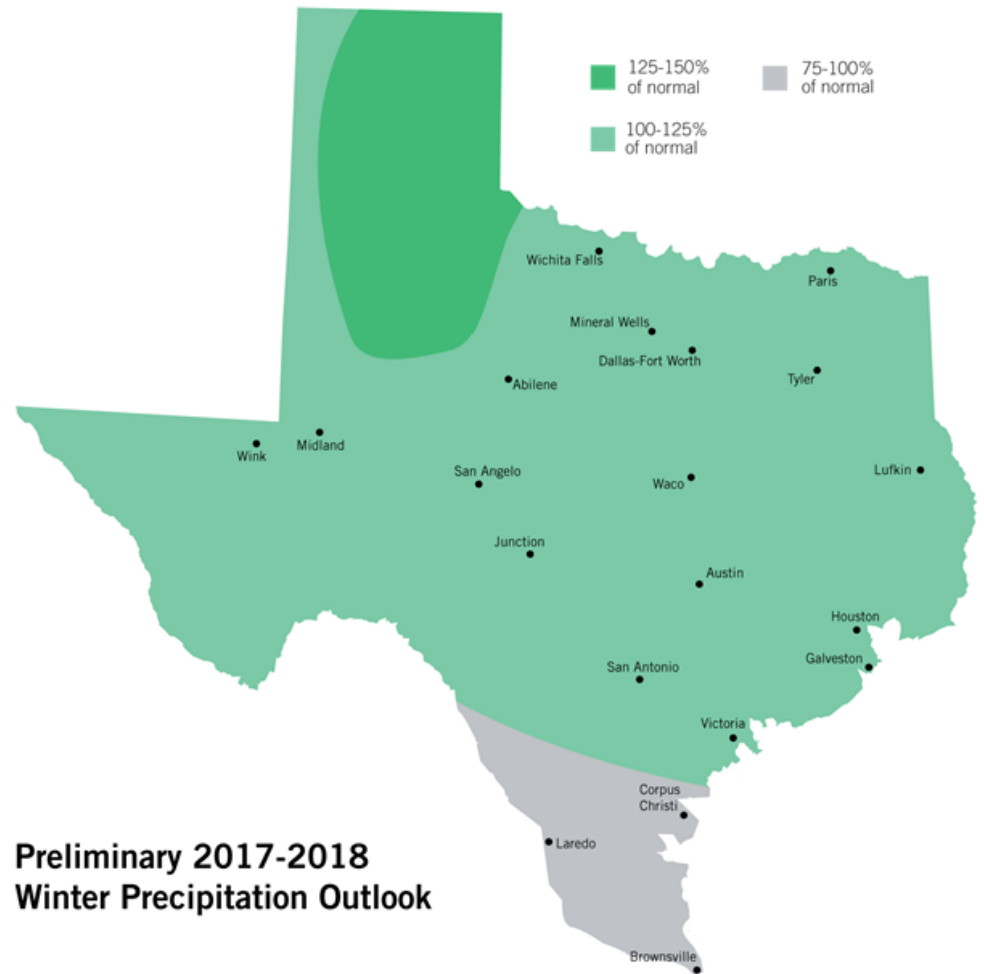 125-150%
of normal
75-100%
of normal
100-125%
of normal
Wichita Falls
Paris
Mineral Wells
Dallas-Fort Worth
Tyler
Abilene
Midland
Wink
San Angelo
Lufkin
Waco
Junction
Austin
Houston
Galveston
San Antonio
Victoria
Corpus
Christi
Laredo
Preliminary 2017-2018
Winter Precipitation Outlook
Brownsville